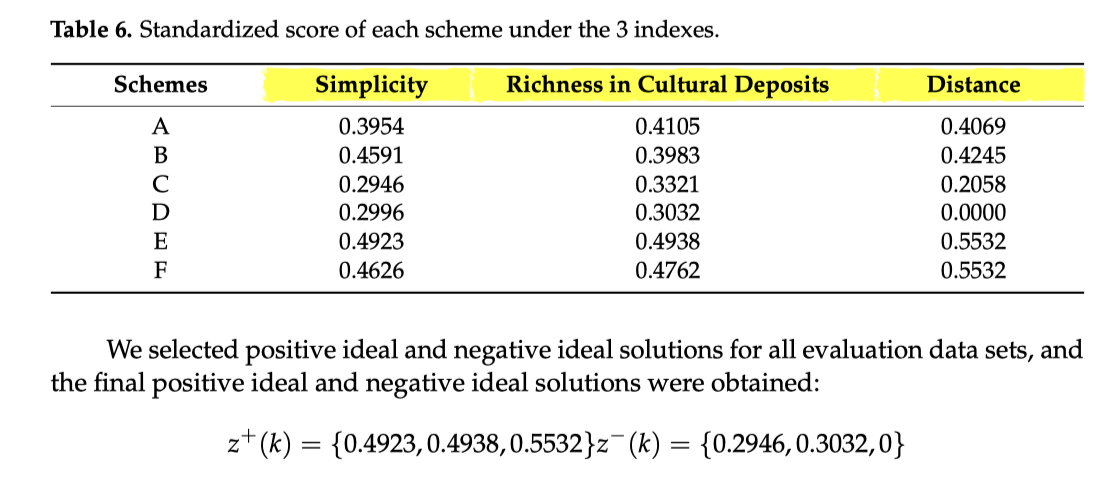 Table 6. Standardized score of each scheme under the 3 indexes.
Schemes Simplicity Richness in Cultural Deposits Distance
A 0.3954 0.4105 0.4069
B 0.4591 0.3983 0.4245
C 0.2946 0.3321 0.2058
D 0.2996 0.3032 0.0000
E 0.4923 0.4938 0.5532
F 0.4626 0.4762 0.5532
We selected positive ideal and negative ideal solutions for all evaluation data sets, and
the final positive ideal and negative ideal solutions were obtained:
z⁺(k) = {0.4923, 0.4938, 0.5532}z⁻(k) = {0.2946, 0.3032, 0}